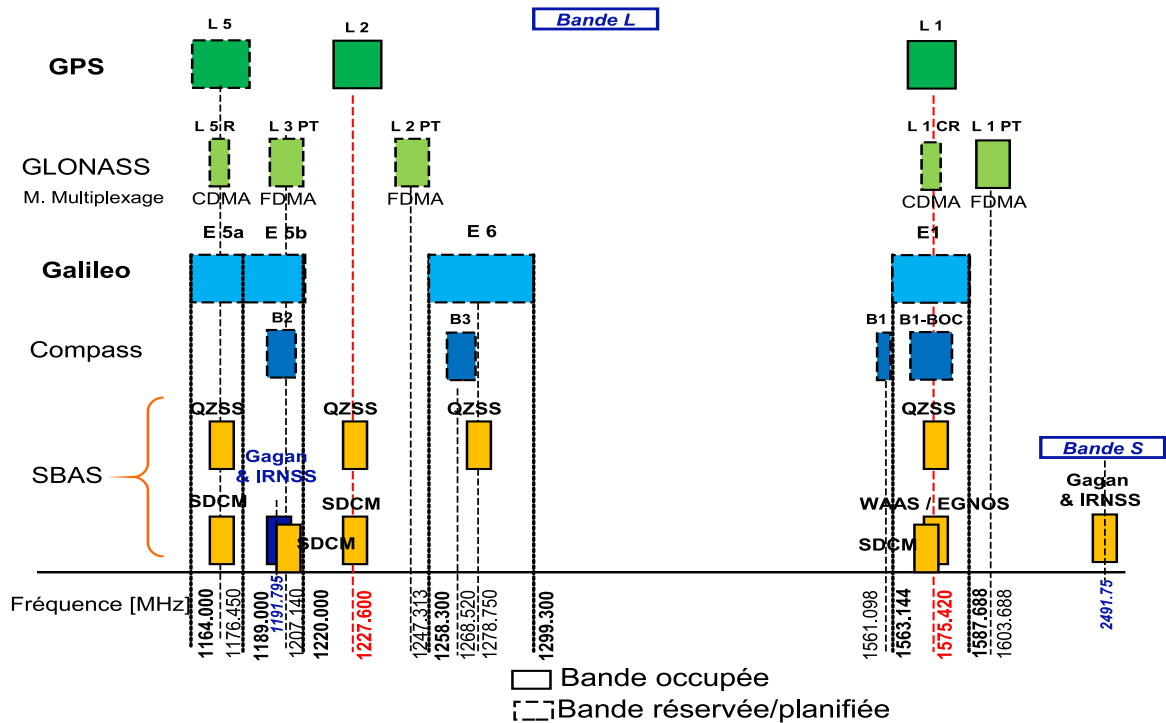 Bande L
L 5
L 2
L 1
GPS
L 5 R
L 3 PT
L 2 PT
L 1 CR
L 1 PT
GLONASS
M. Multiplexage
CDMA
FDMA
FDMA
CDMA
FDMA
E 5a
E 5b
E 6
E1
Galileo
B2
B3
B1
B1-BOC
Compass
QZSS
QZSS
QZSS
QZSS
Gagan
& IRNSS
Bande S
SBAS
Gagan
& IRNSS
SDCM
SDCM
WAAS / EGNOS
SDCM
SDCM
Fréquence [MHz]
1164.000
1176.450
1189.000
1191.795
1207.140
1220.000
1227.600
1247.313
1258.300
1268.520
1278.750
1299.300
1561.098
1563.144
1575.420
1587.688
1603.688
2491.75
Bande occupée
Bande réservée/planifiée